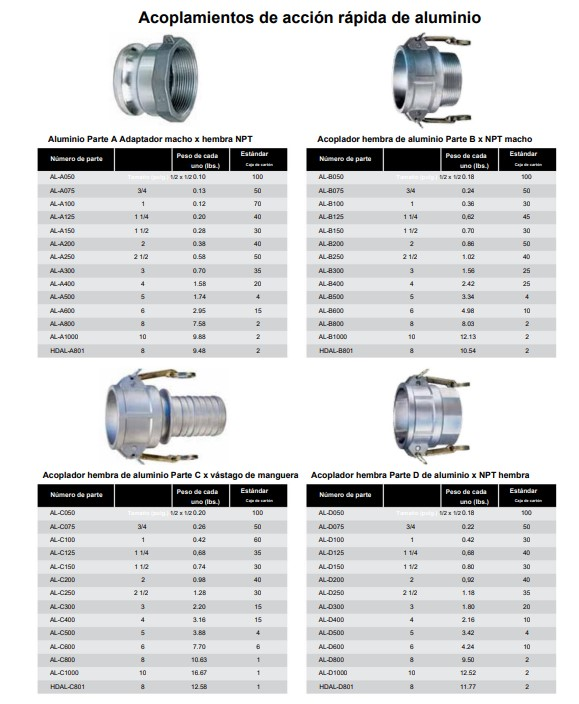 Acoplamientos de acción rápida de aluminio
Aluminio Parte A Adaptador macho x hembra NPT
Número de parte Peso de cada uno (lbs.) Estándar Caja de cartón
AL-A050 1/2 x 1/2 0.10 100
AL-A075 3/4 0.13 50
AL-A100 1 0.12 70
AL-A125 1 1/4 0.20 40
AL-A150 1 1/2 0.28 30
AL-A200 2 0.38 40
AL-A250 2 1/2 0.58 50
AL-A300 3 0.70 35
AL-A400 4 1.58 20
AL-A500 5 1.74 4
AL-A600 6 2.95 15
AL-A800 8 7.58 2
AL-A1000 10 9.88 2
HDAL-A801 8 9.48 2
Acoplador hembra de aluminio Parte B x NPT macho
Número de parte Peso de cada uno (lbs.) Estándar Caja de cartón
AL-B050 1/2 x 1/2 0.18 100
AL-B075 3/4 0.24 50
AL-B100 1 0.36 30
AL-B125 1 1/4 0,62 45
AL-B150 1 1/2 0.70 30
AL-B200 2 0.86 50
AL-B250 2 1/2 1.02 40
AL-B300 3 1.56 25
AL-B400 4 2.42 25
AL-B500 5 3.34 4
AL-B600 6 4.98 10
AL-B800 8 8.03 2
AL-B1000 10 12.13 2
HDAL-B801 8 10.54 2
Acoplador hembra de aluminio Parte C x vástago de manguera
Número de parte Peso de cada uno (lbs.) Estándar Caja de cartón
AL-C050 1/2 x 1/2 0.20 100
AL-C075 3/4 0.26 50
AL-C100 1 0.42 60
AL-C125 1 1/4 0,68 35
AL-C150 1 1/2 0.74 30
AL-C200 2 0.98 40
AL-C250 2 1/2 1.28 30
AL-C300 3 2.20 15
AL-C400 4 3.16 15
AL-C500 5 3.88 4
AL-C600 6 7.70 6
AL-C800 8 10.63 1
AL-C1000 10 16.67 1
HDAL-C801 8 12.58 1
Acoplador hembra Parte D de aluminio x NPT hembra
Número de parte Peso de cada uno (lbs.) Estándar Caja de cartón
AL-D050 1/2 x 1/2 0.18 100
AL-D075 3/4 0.22 50
AL-D100 1 0.42 30
AL-D125 1 1/4 0,68 40
AL-D150 1 1/2 0.80 30
AL-D200 2 0,92 40
AL-D250 2 1/2 1.18 35
AL-D300 3 1.80 20
AL-D400 4 2.16 10
AL-D500 5 3.42 4
AL-D600 6 4.24 10
AL-D800 8 9.50 2
AL-D1000 10 12.52 2
HDAL-D801 8 11.77 2